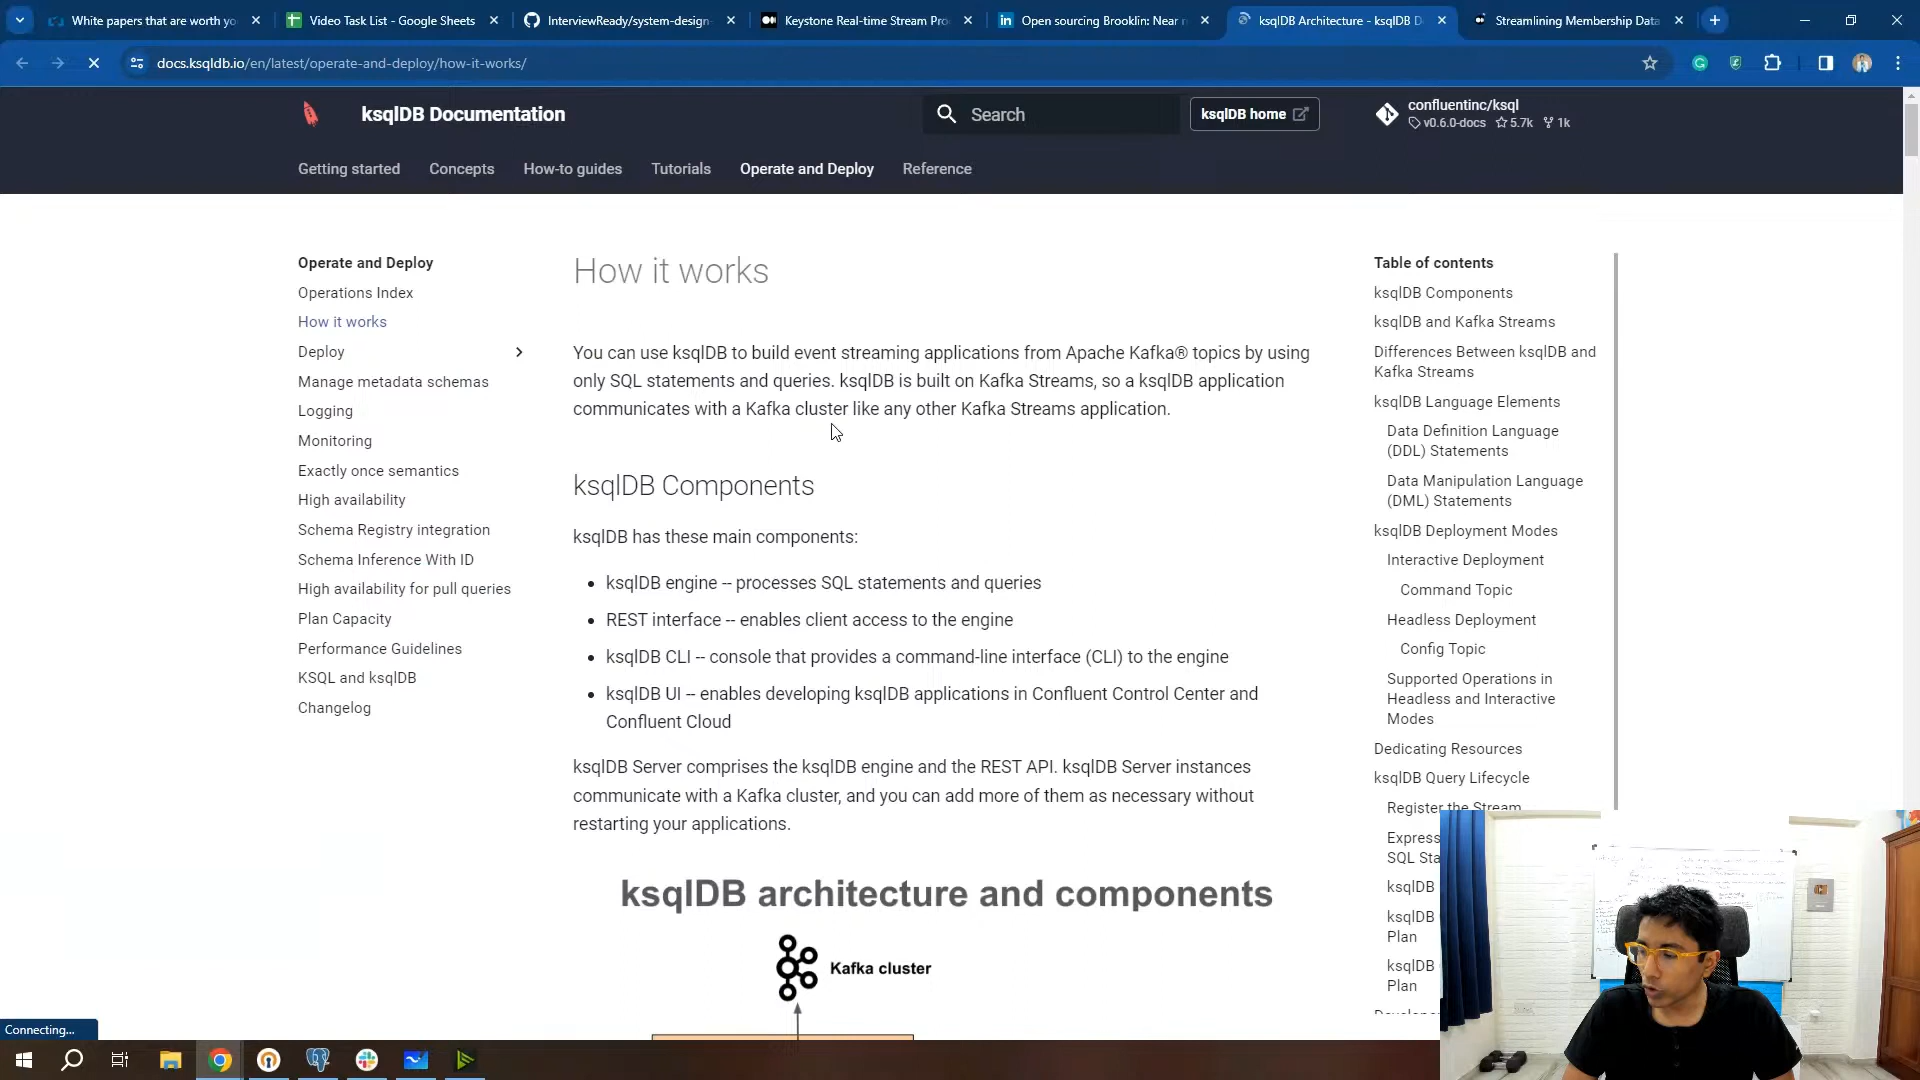 White papers that are worth yo
Video Task List - Google Sheets
InterviewReady/system-design-
Keystone Real-time Stream Pro
Open sourcing Brooklin: Near r
ksqlDB Architecture - ksqlDB D
Streamlining Membership Data
docs.ksqldb.io/en/latest/operate-and-deploy/how-it-works/
ksqlDB Documentation
Search
ksqlDB home
confluentinc/ksql
v0.6.0-docs 5.7k 1k
Getting started
Concepts
How-to guides
Tutorials
Operate and Deploy
Reference
Operate and Deploy
Operations Index
How it works
Deploy
Manage metadata schemas
Logging
Monitoring
Exactly once semantics
High availability
Schema Registry integration
Schema Inference With ID
High availability for pull queries
Plan Capacity
Performance Guidelines
KSQL and ksqlDB
Changelog
How it works
You can use ksqlDB to build event streaming applications from Apache Kafka® topics by using
only SQL statements and queries. ksqlDB is built on Kafka Streams, so a ksqlDB application
communicates with a Kafka cluster like any other Kafka Streams application.
ksqlDB Components
ksqlDB has these main components:
• ksqlDB engine -- processes SQL statements and queries
• REST interface -- enables client access to the engine
• ksqlDB CLI -- console that provides a command-line interface (CLI) to the engine
• ksqlDB UI -- enables developing ksqlDB applications in Confluent Control Center and
Confluent Cloud
ksqlDB Server comprises the ksqlDB engine and the REST API. ksqlDB Server instances
communicate with a Kafka cluster, and you can add more of them as necessary without
restarting your applications.
ksqlDB architecture and components
Kafka cluster
Table of contents
ksqlDB Components
ksqlDB and Kafka Streams
Differences Between ksqlDB and
Kafka Streams
ksqlDB Language Elements
Data Definition Language
(DDL) Statements
Data Manipulation Language
(DML) Statements
ksqlDB Deployment Modes
Interactive Deployment
Command Topic
Headless Deployment
Config Topic
Supported Operations in
Headless and Interactive
Modes
Dedicating Resources
ksqlDB Query Lifecycle
Register the Stream
Express
SQL Sta
ksqlDB
ksqlDB
Plan
ksqlDB
Plan
Connecting...